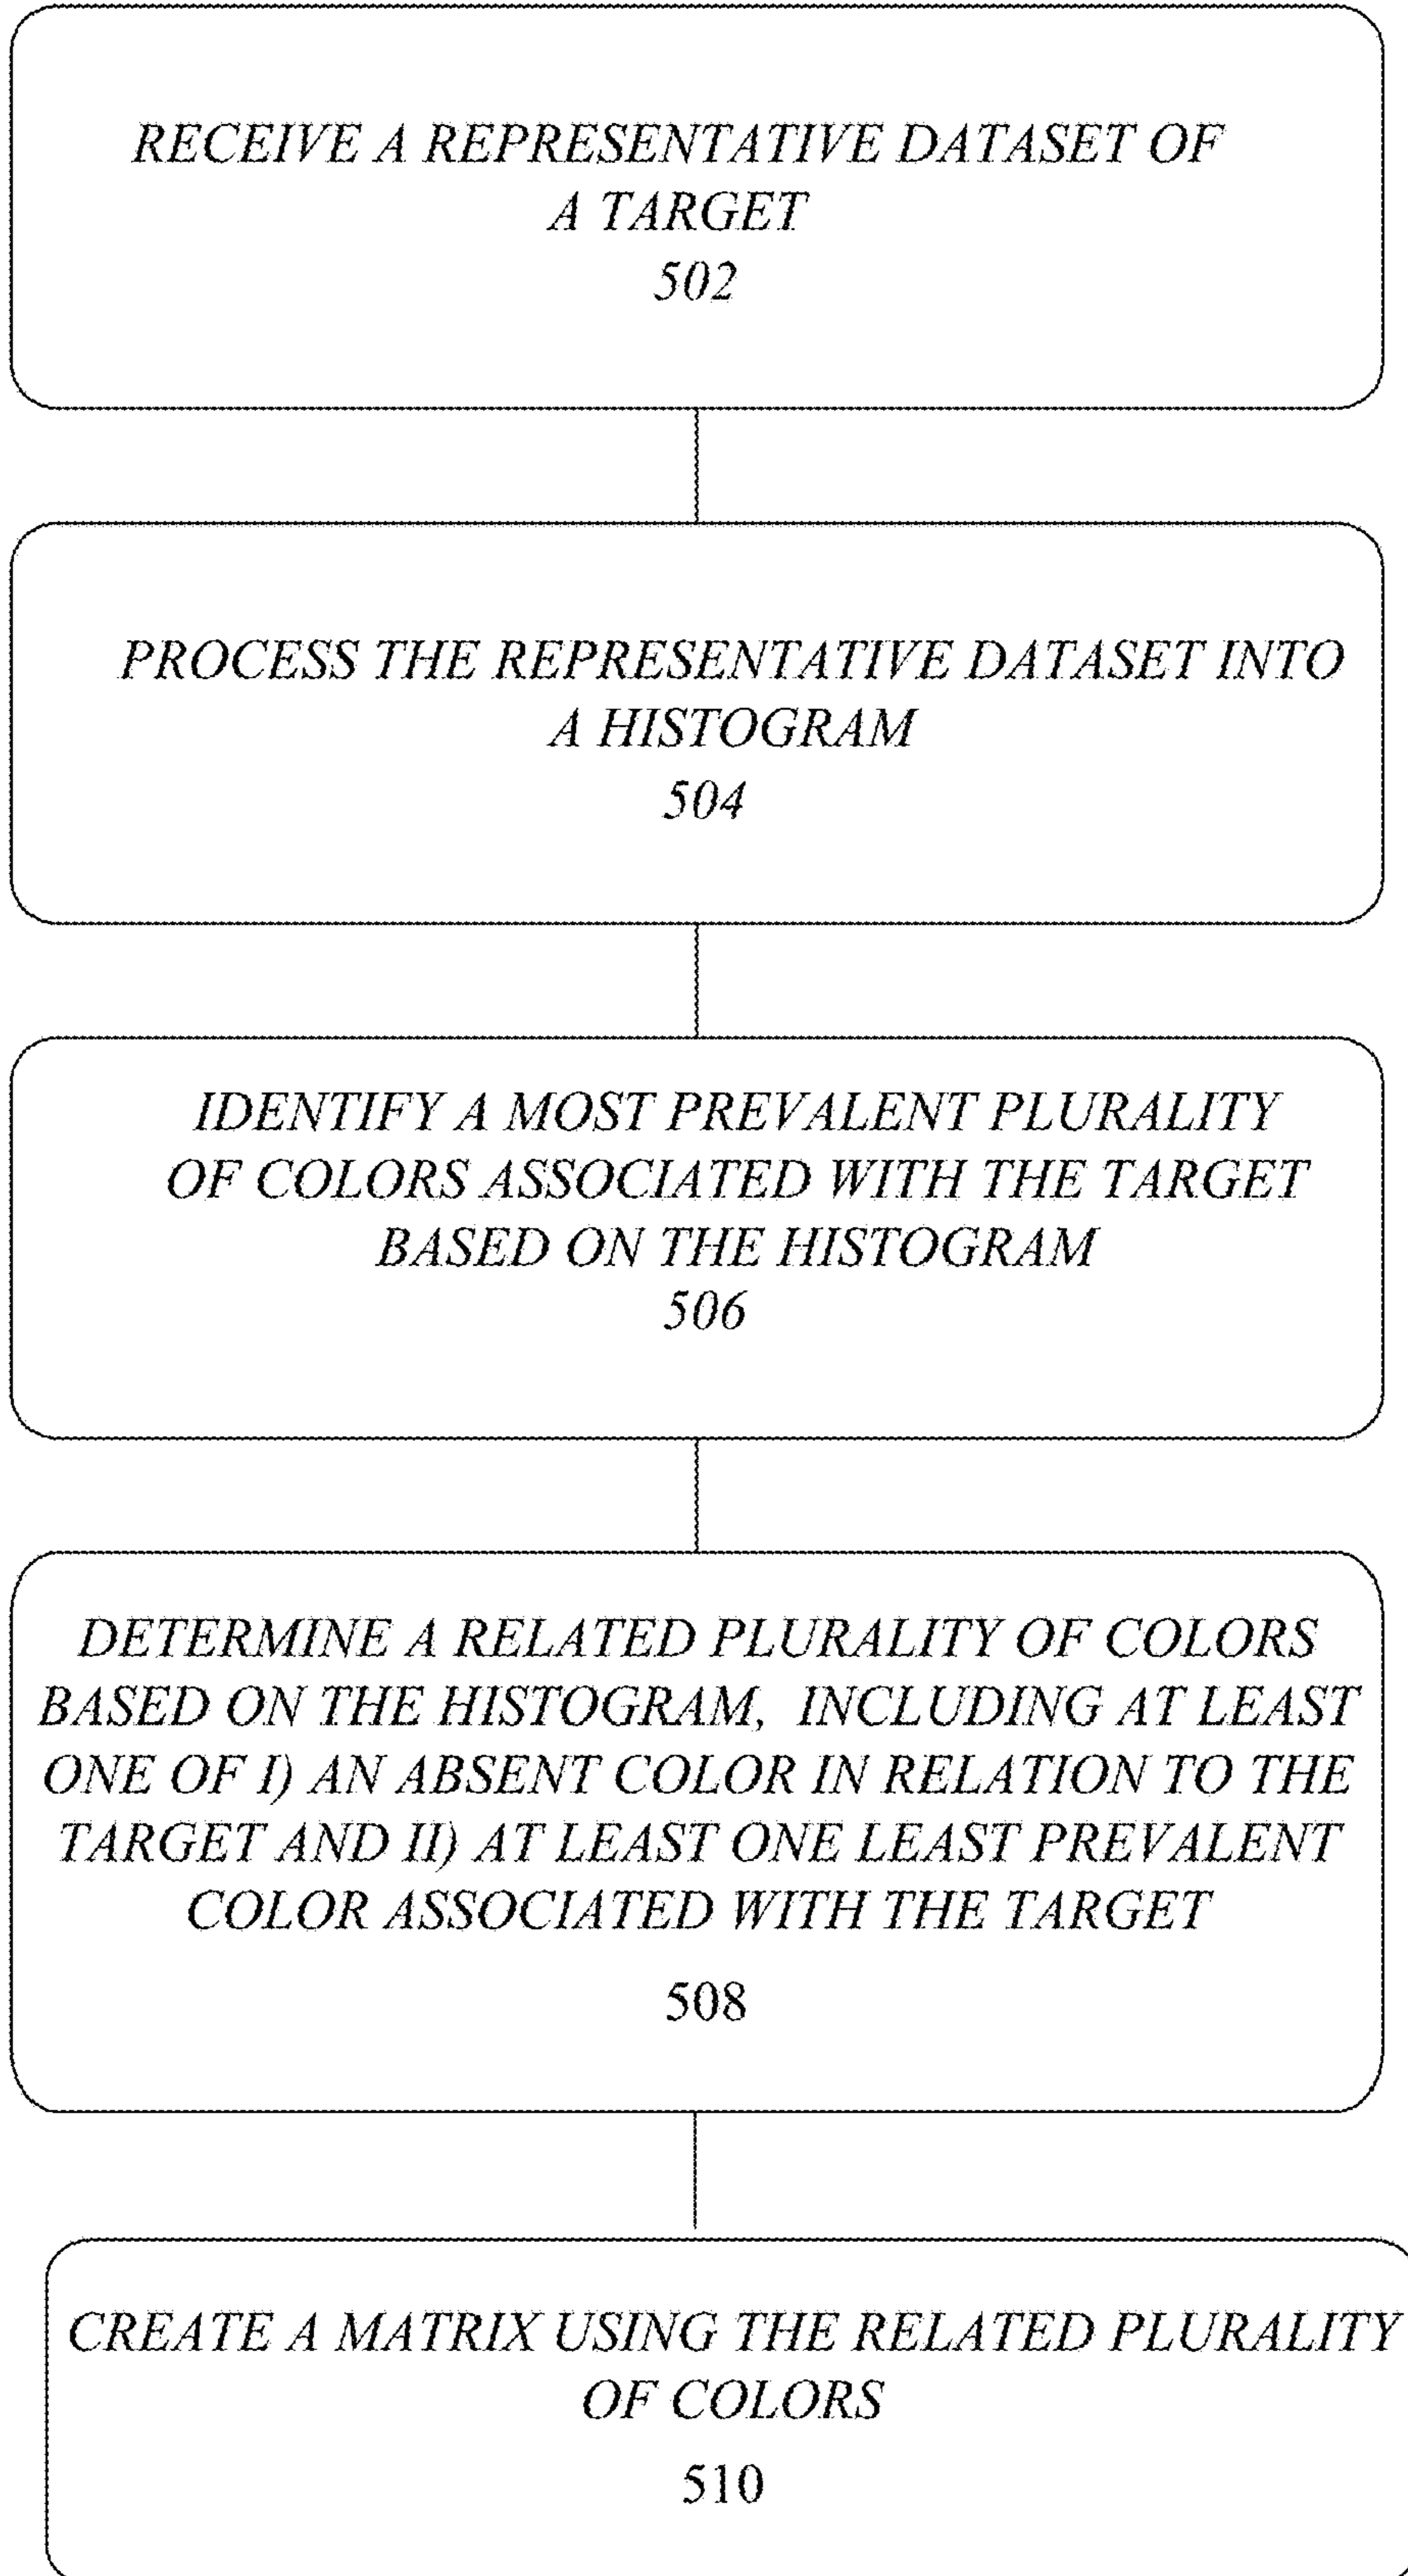 RECEIVE A REPRESENTATIVE DATASET OF
A TARGET
502
PROCESS THE REPRESENTATIVE DATASET INTO
A HISTOGRAM
504
IDENTIFY A MOST PREVALENT PLURALITY
OF COLORS ASSOCIATED WITH THE TARGET
BASED ON THE HISTOGRAM
506
DETERMINE A RELATED PLURALITY OF COLORS
BASED ON THE HISTOGRAM, INCLUDING AT LEAST
ONE OF I) AN ABSENT COLOR IN RELATION TO THE
TARGET AND II) AT LEAST ONE LEAST PREVALENT
COLOR ASSOCIATED WITH THE TARGET
508
CREATE A MATRIX USING THE RELATED PLURALITY
OF COLORS
510